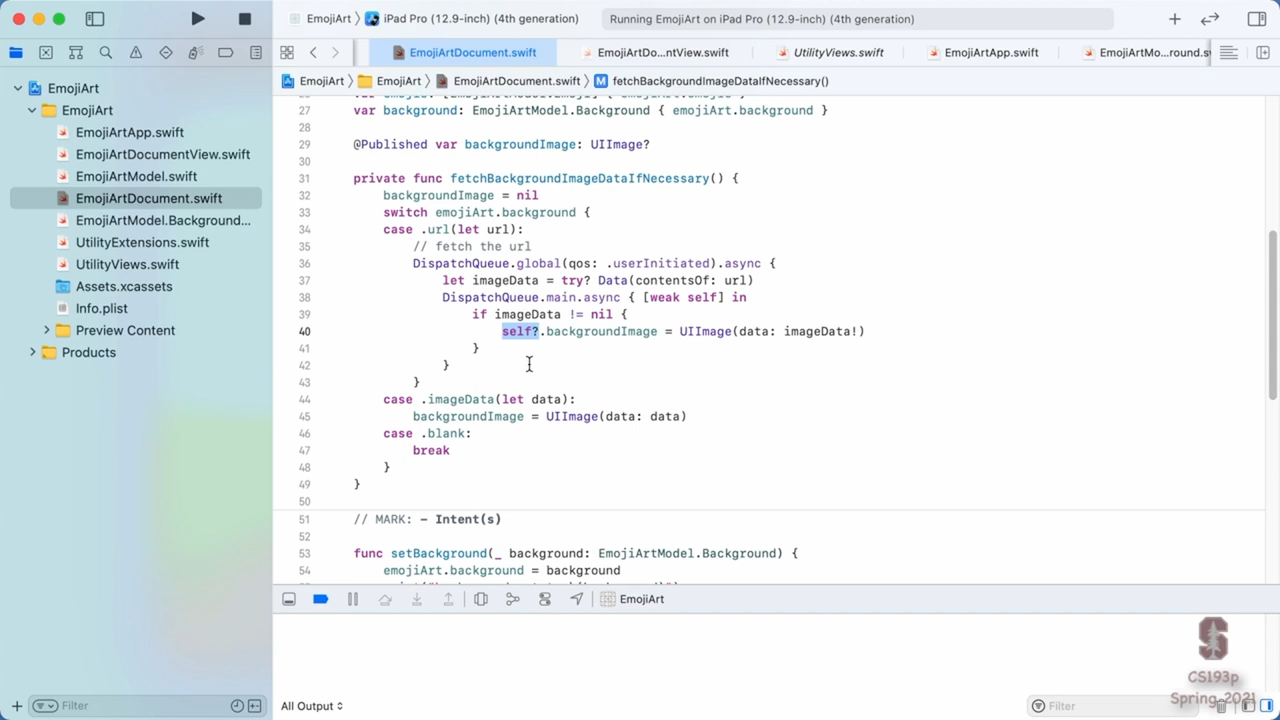 EmojiArt
iPad Pro (12.9-inch) (4th generation)
Running EmojiArt on iPad Pro (12.9-inch) (4th generation)
EmojiArtDocument.swift
EmojiArtDo...ntView.swift
UtilityViews.swift
EmojiArtApp.swift
EmojiArtMo...round.sv
EmojiArt
EmojiArt
EmojiArtDocument.swift
M
fetchBackgroundImageDataIfNecessary()
EmojiArt
EmojiArt
EmojiArtApp.swift
EmojiArtDocumentView.swift
EmojiArtModel.swift
EmojiArtDocument.swift
EmojiArtModel.Background...
UtilityExtensions.swift
UtilityViews.swift
Assets.xcassets
Info.plist
Preview Content
Products
Filter
27 var background: EmojiArtModel.Background { emojiArt.background }
28
29 @Published var backgroundImage: UIImage?
30
31 private func fetchBackgroundImageDataIfNecessary() {
32 backgroundImage = nil
33 switch emojiArt.background {
34 case .url(let url):
35 // fetch the url
36 DispatchQueue.global(qos: .userInitiated).async {
37 let imageData = try? Data(contentsOf: url)
38 DispatchQueue.main.async { [weak self] in
39 if imageData != nil {
40 self?.backgroundImage = UIImage(data: imageData!)
41 }
42 }
43 }
44 case .imageData(let data):
45 backgroundImage = UIImage(data: data)
46 case .blank:
47 break
48 }
49 }
50
51 // MARK: - Intent(s)
52
53 func setBackground(_ background: EmojiArtModel.Background) {
54 emojiArt.background = background
EmojiArt
All Output
Filter
S
CS193p
Spring 2021